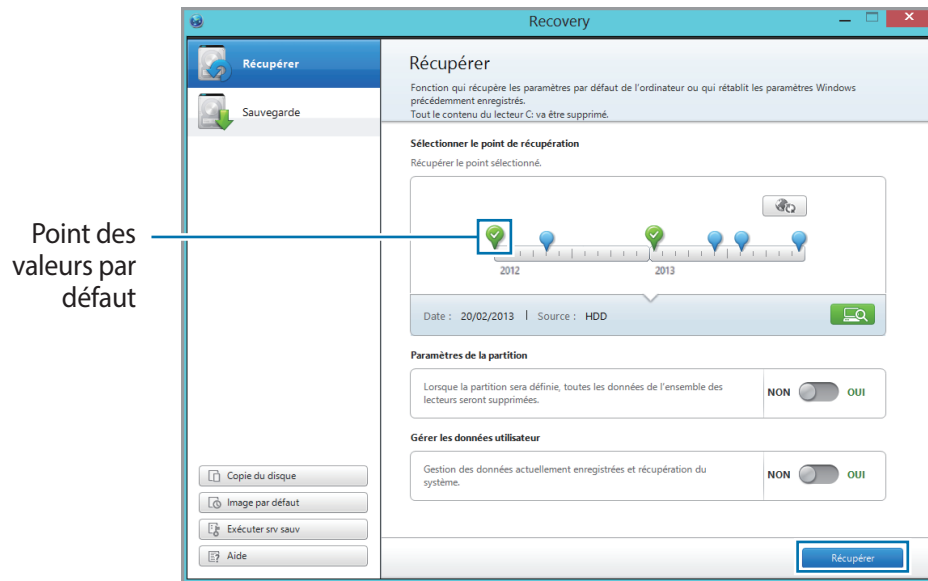 Recovery
Récupérer
Sauvegarde
Copie du disque
Image par défaut
Exécuter srv sauv
Aide
Récupérer
Fonction qui récupère les paramètres par défaut de l'ordinateur ou qui rétablit les paramètres Windows
précédemment enregistrés.
Tout le contenu du lecteur C: va être supprimé.
Sélectionner le point de récupération
Récupérer le point sélectionné.
2012 2013
Date : 20/02/2013 | Source : HDD
Paramètres de la partition
Lorsque la partition sera définie, toutes les données de l'ensemble des
lecteurs seront supprimées.
NON OUI
Gérer les données utilisateur
Gestion des données actuellement enregistrées et récupération du
système.
NON OUI
Récupérer
Point des
valeurs par
défaut